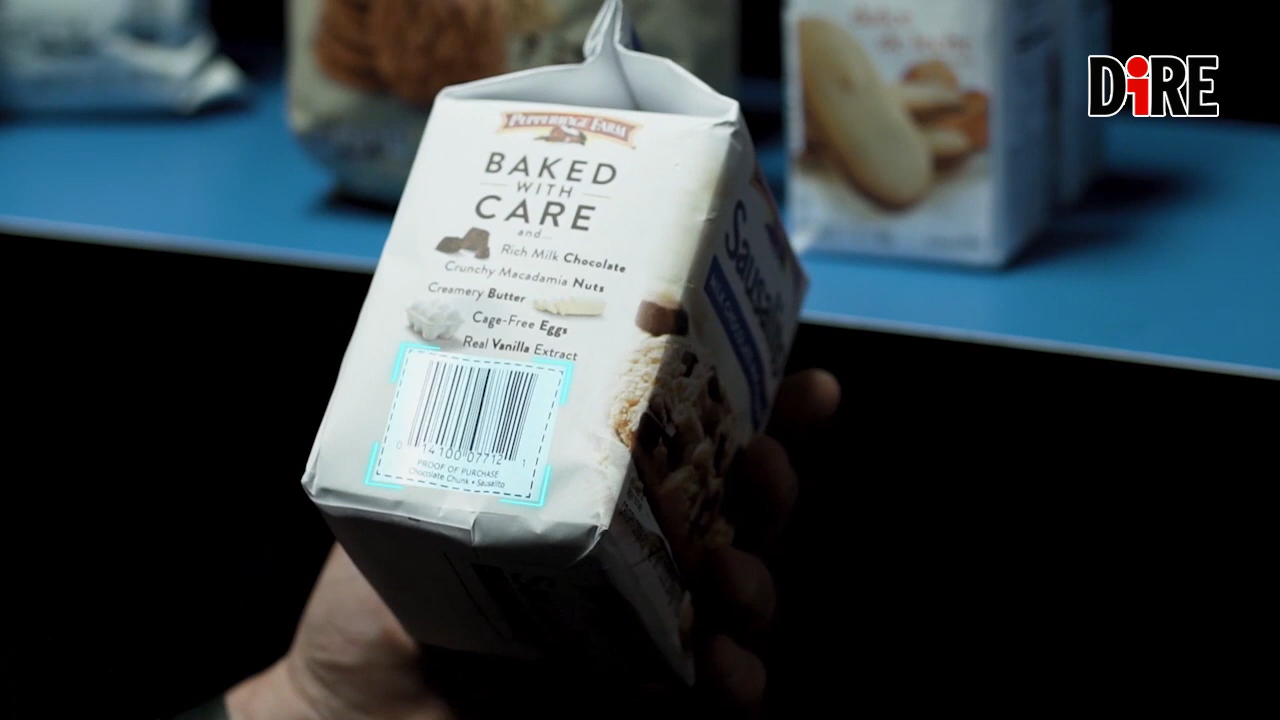 DiRE
PEPPERIDGE FARM
BAKED
WITH
CARE
and...
Rich Milk Chocolate
Crunchy Macadamia Nuts
Creamery Butter
Cage-Free Eggs
Real Vanilla Extract
0 14100 07712 1
PROOF OF PURCHASE
Chocolate Chunk • Sausalito
Sausalito